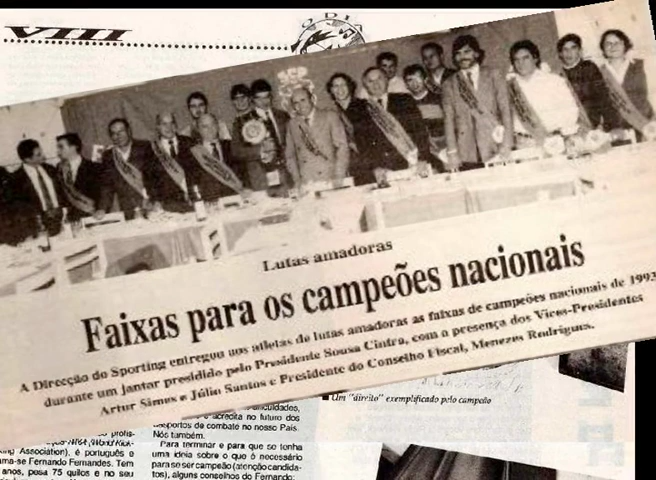 VIII
O DIA
Lutas amadoras
Faixas para os campeões nacionais
A Direcção do Sporting entregou aos atletas de lutas amadoras as faixas de campeões nacionais de 1993
durante um jantar presidido pelo Presidente Sousa Cintra, com a presença dos Vices-Presidentes
Artur Simes e Júlio Santos e Presidente do Conselho Fiscal, Menezes Rodrigues.
Um "direito" exemplificado pelo campeão
acredita no futuro dos
desportos de combate no nosso País.
Nós também.
Para terminar e para que se tenha
uma ideia sobre o que é necessário
para se ser campeão (atenção candida-
tos), alguns conselhos do Fernando:
profis-
Association), é português e
ma-se Fernando Fernandes. Tem
anos, pesa 75 quilos e no seu